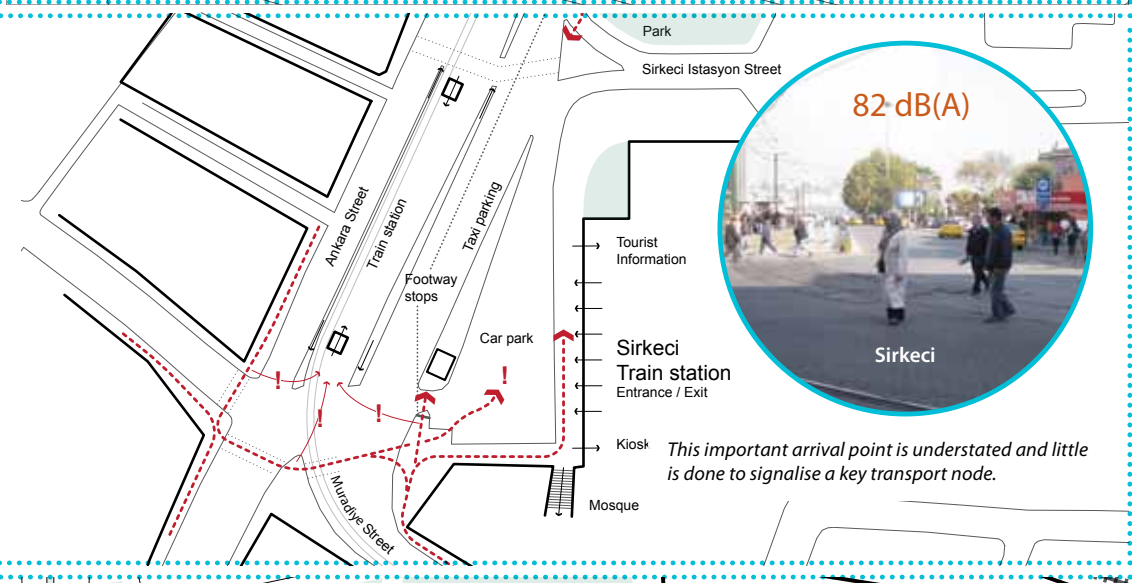 Park
Sirkeci Istasyon Street
82 dB(A)
Ankara Street
Train station
Taxi parking
Footway
stops
Tourist
Information
Car park
Sirkeci
Train station
Entrance / Exit
Sirkeci
!
!
!
!
Kiosk
This important arrival point is understated and little
is done to signalise a key transport node.
Mosque
Muradiye Street